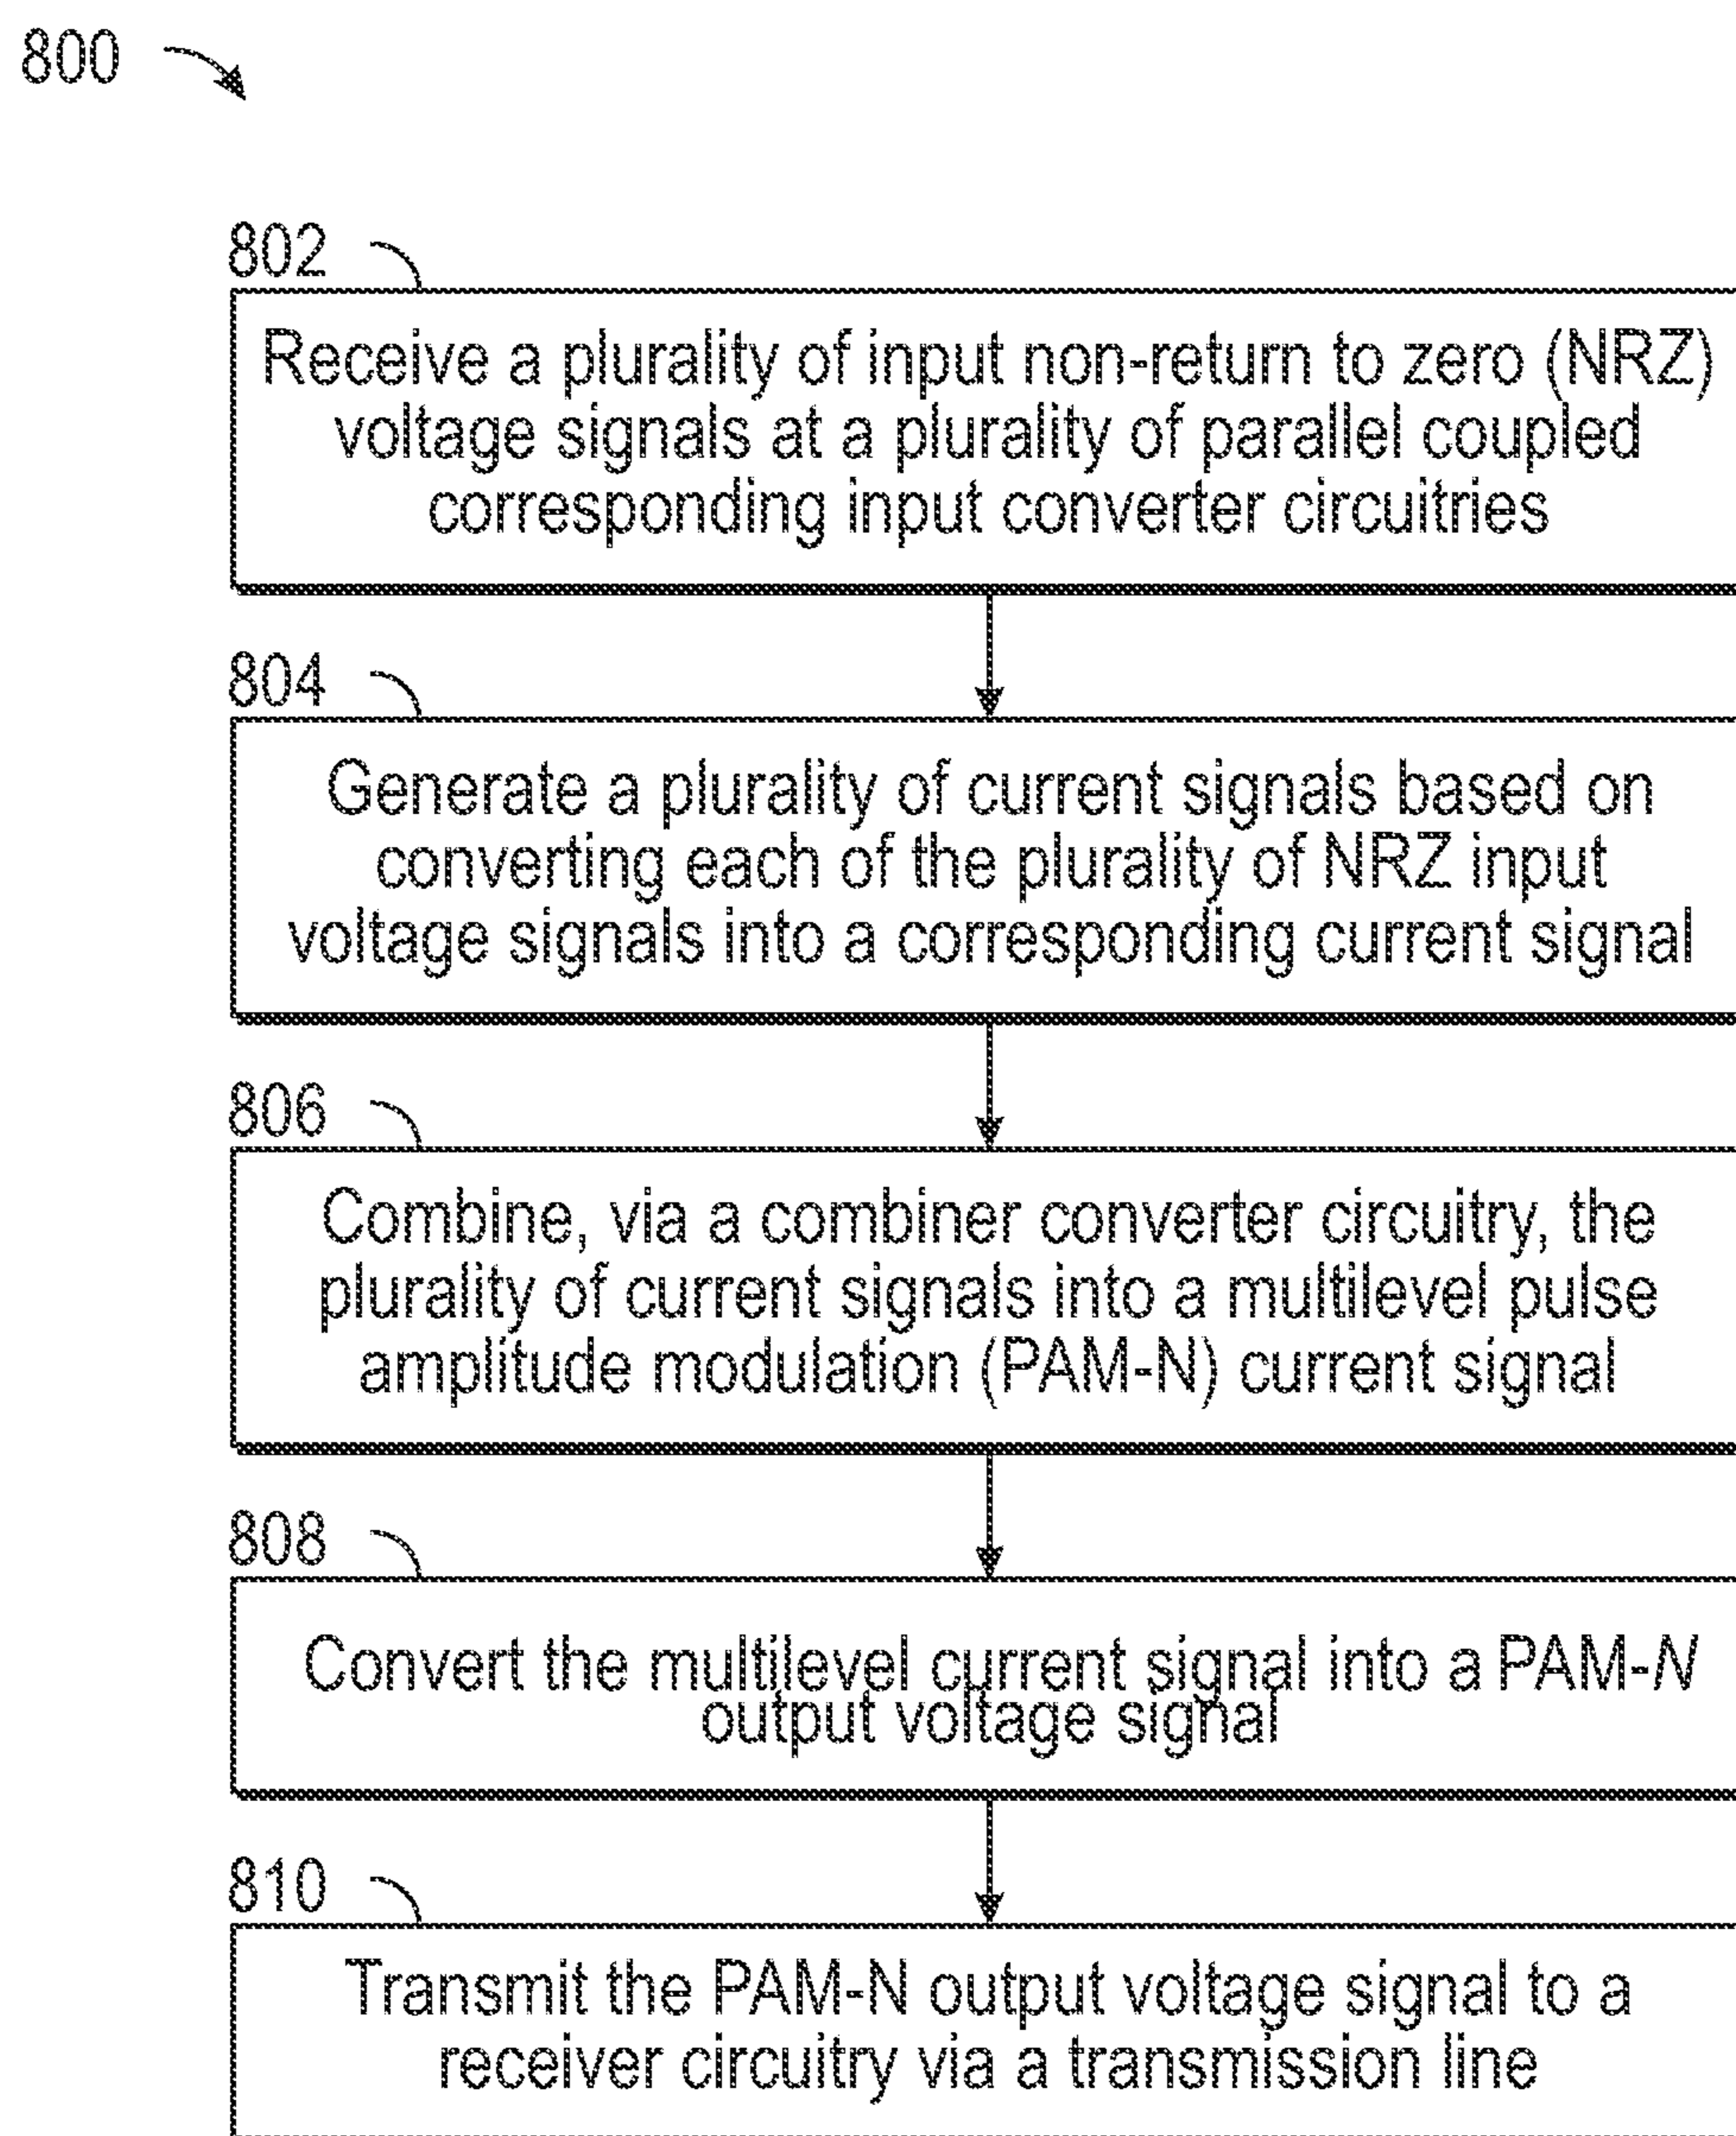 800
802
Receive a plurality of input non-return to zero (NRZ)
voltage signals at a plurality of parallel coupled
corresponding input converter circuitries
804
Generate a plurality of current signals based on
converting each of the plurality of NRZ input
voltage signals into a corresponding current signal
806
Combine, via a combiner converter circuitry, the
plurality of current signals into a multilevel pulse
amplitude modulation (PAM-N) current signal
808
Convert the multilevel current signal into a PAM-N
output voltage signal
810
Transmit the PAM-N output voltage signal to a
receiver circuitry via a transmission line